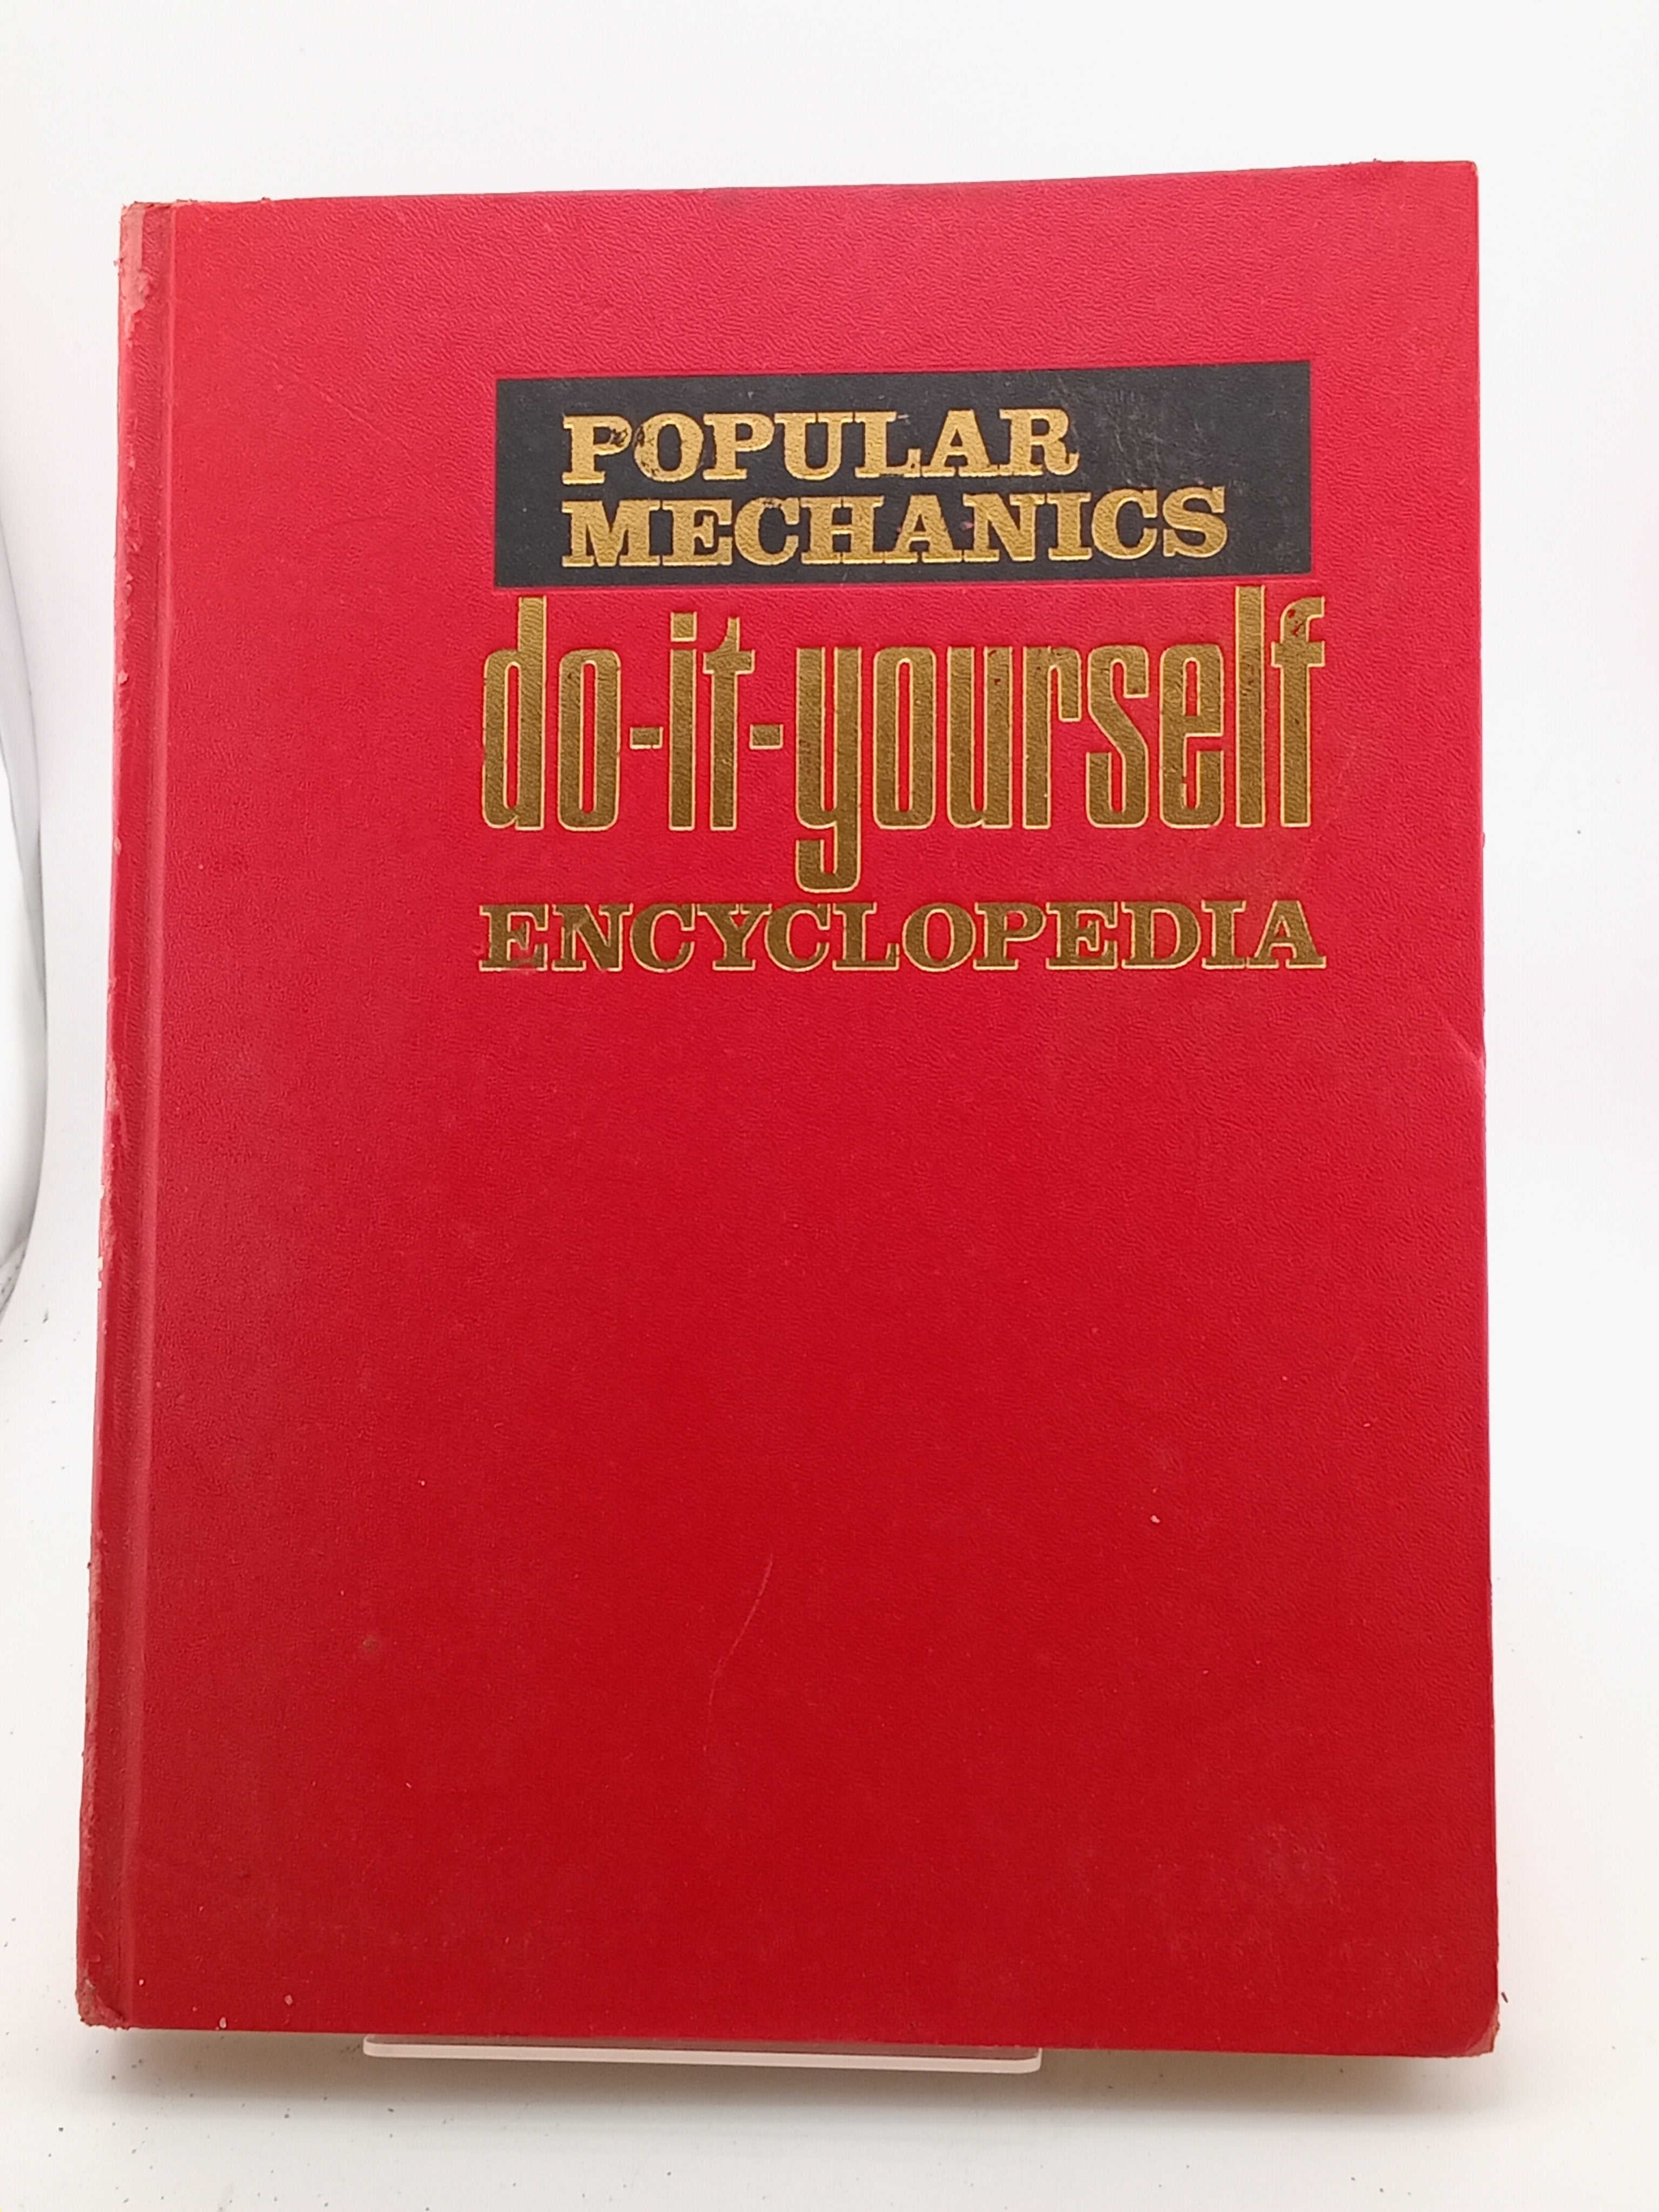 POPULAR
MECHANICS
do-it-yourself
ENCYCLOPEDIA